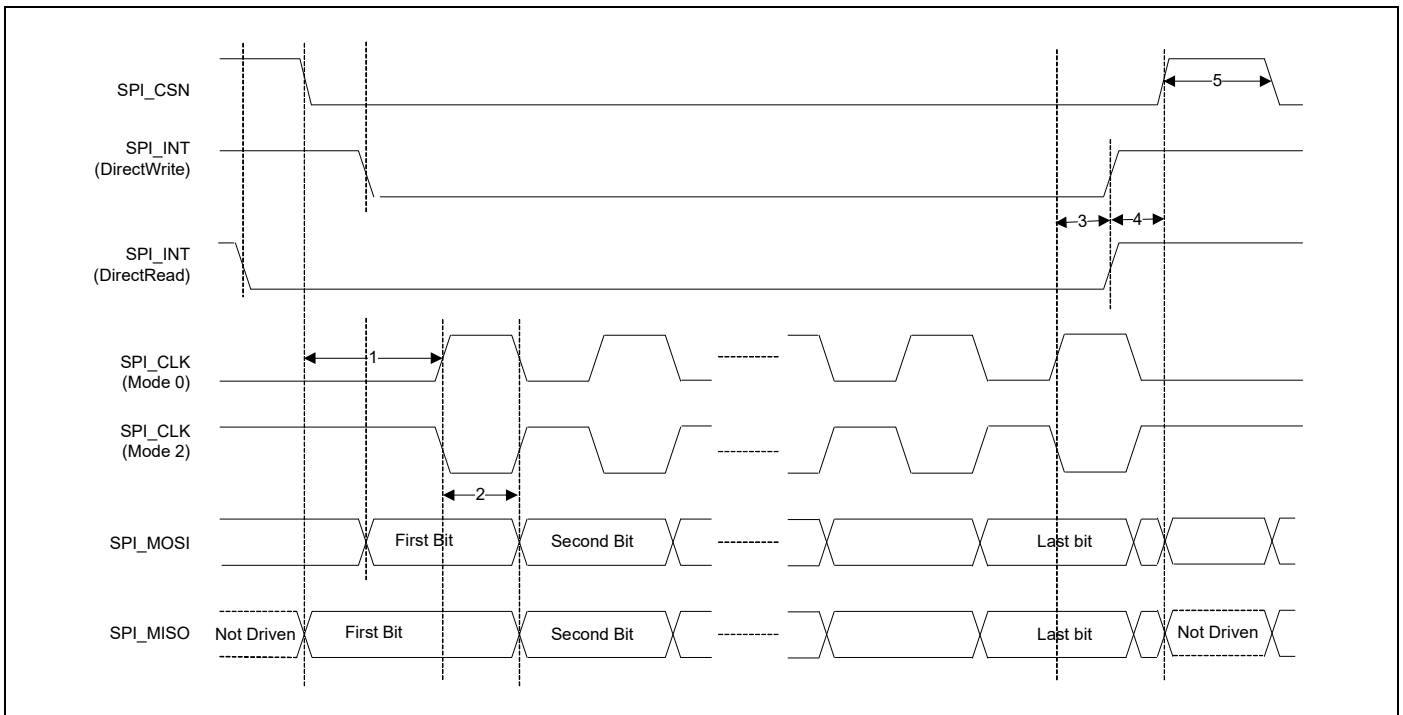 SPI_CSN
5
SPI_INT
(DirectWrite)
3
4
SPI_INT
(DirectRead)
1
SPI_CLK
(Mode 0)
SPI_CLK
(Mode 2)
2
SPI_MOSI
First Bit
Second Bit
Last bit
SPI_MISO
Not Driven
First Bit
Second Bit
Last bit
Not Driven